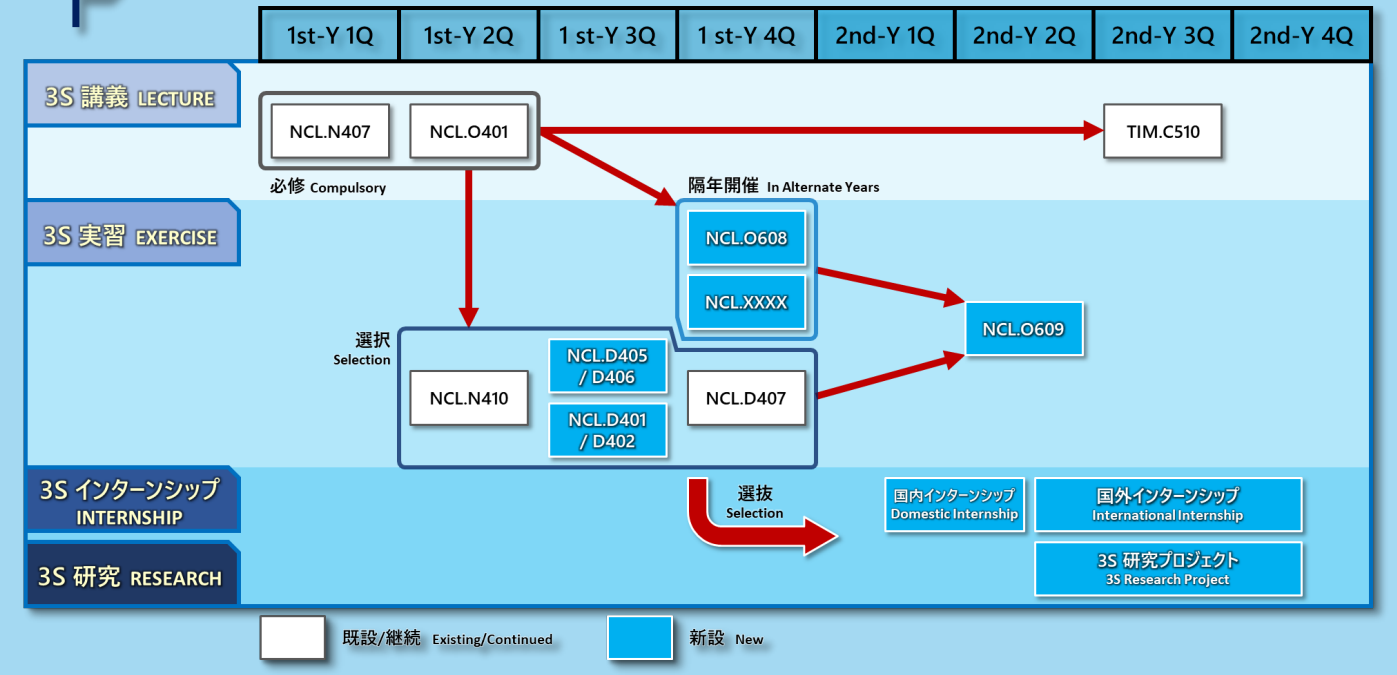 1st-Y 1Q
1st-Y 2Q
1 st-Y 3Q
1 st-Y 4Q
2nd-Y 1Q
2nd-Y 2Q
2nd-Y 3Q
2nd-Y 4Q
3S 講義 LECTURE
NCL.N407
NCL.O401
TIM.C510
必修 Compulsory
隔年開催 In Alternate Years
3S 実習 EXERCISE
NCL.O608
NCL.XXXX
NCL.O609
選択
Selection
NCL.N410
NCL.D405
/ D406
NCL.D401
/ D402
NCL.D407
3S インターンシップ
INTERNSHIP
選抜
Selection
国内インターンシップ
Domestic Internship
国外インターンシップ
International Internship
3S 研究 RESEARCH
3S 研究プロジェクト
3S Research Project
既設/継続 Existing/Continued
新設 New